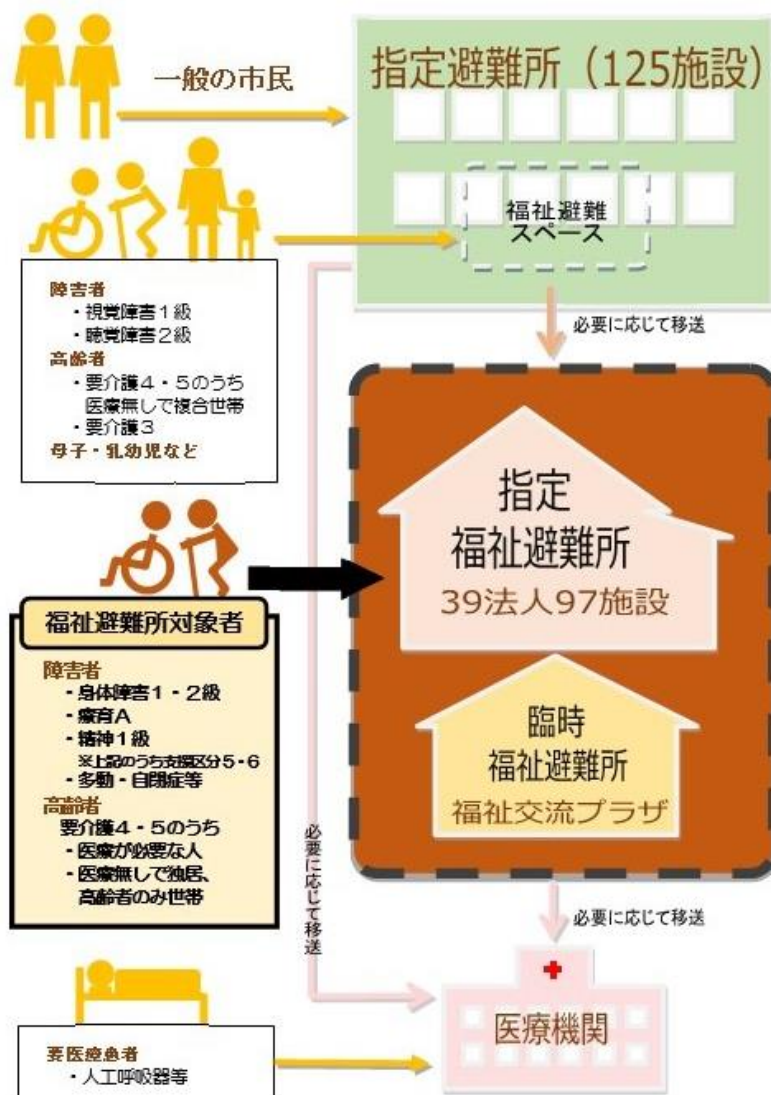 一般の市民
指定避難所（125施設）
福祉避難
スペース
障害者
・視覚障害1級
・聴覚障害2級
高齢者
・要介護4・5のうち
医療無しで複合世帯
・要介護3
母子・乳幼児など
必要に応じて移送
指定
福祉避難所
39法人97施設
福祉避難所対象者
障害者
・身体障害1・2級
・療育A
・精神1級
※上記のうち支援区分5・6
・多動・自閉症等
高齢者
要介護4・5のうち
・医療が必要な人
・医療無しで独居、
高齢者のみ世帯
臨時
福祉避難所
福祉交流プラザ
必要に応じて移送
必要に応じて移送
医療機関
要医療患者
・人工呼吸器等